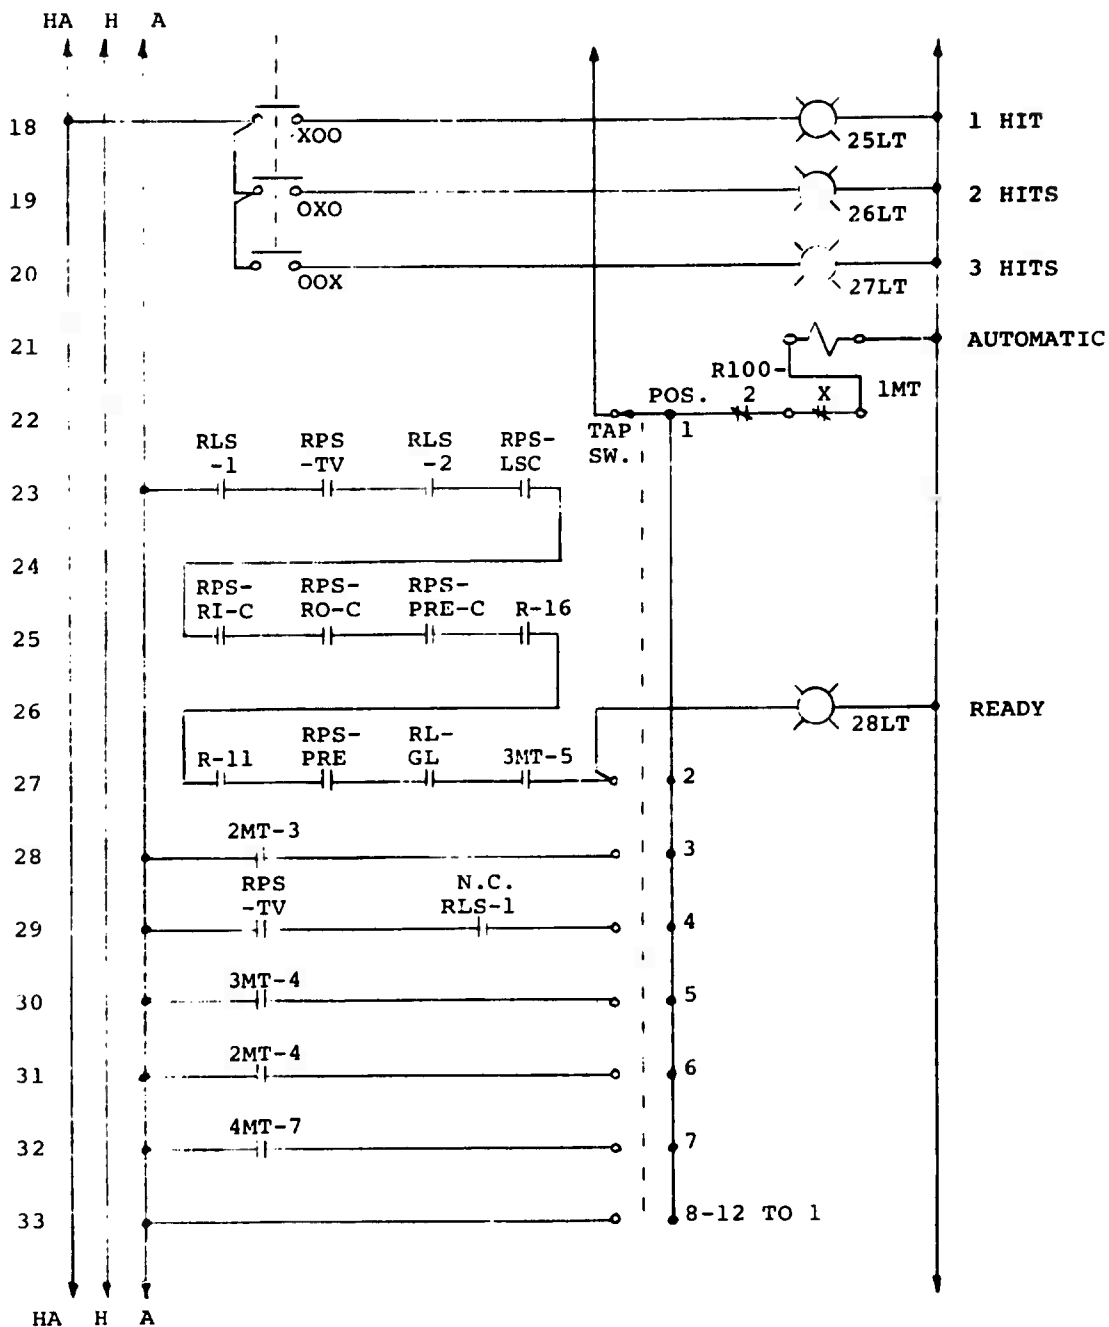 HA H A
18 XOO 25LT 1 HIT
19 OXO 26LT 2 HITS
20 OOX 27LT 3 HITS
21 AUTOMATIC
R100-
POS. 2 X 1MT
22 TAP 1
SW.
RLS RPS RLS RPS-
-1 -TV -2 LSC
23
24
RPS- RPS- RPS-
RI-C RO-C PRE-C R-16
25
26 28LT READY
RPS- RL-
R-11 PRE GL 3MT-5
27 2
2MT-3
28 3
RPS N.C.
-TV RLS-1
29 4
3MT-4
30 5
2MT-4
31 6
4MT-7
32 7
33 8-12 TO 1
HA H A